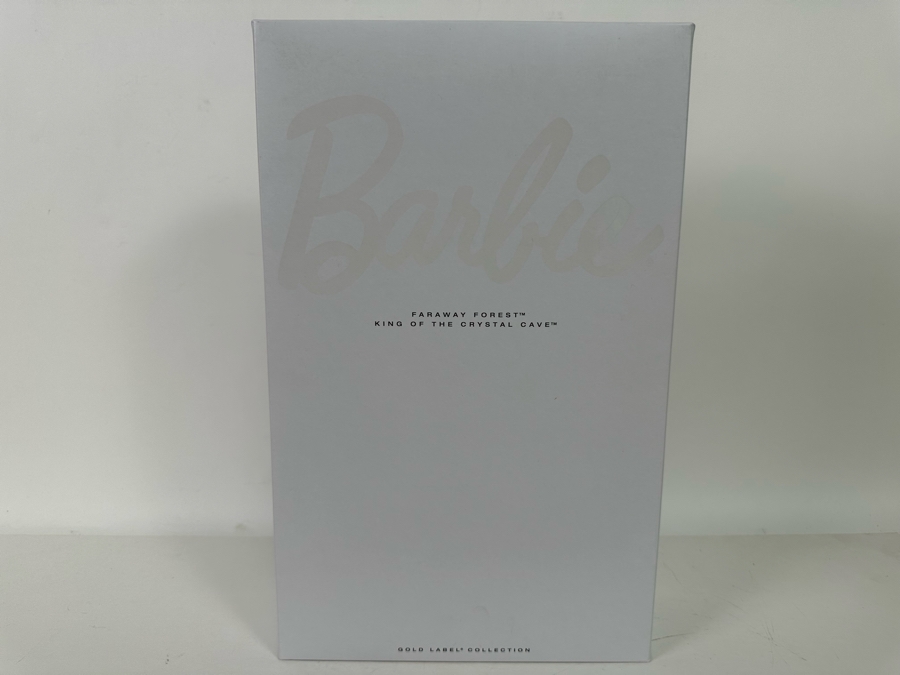 Barbie
FARAWAY FOREST™
KING OF THE CRYSTAL CAVE™
GOLD LABEL® COLLECTION